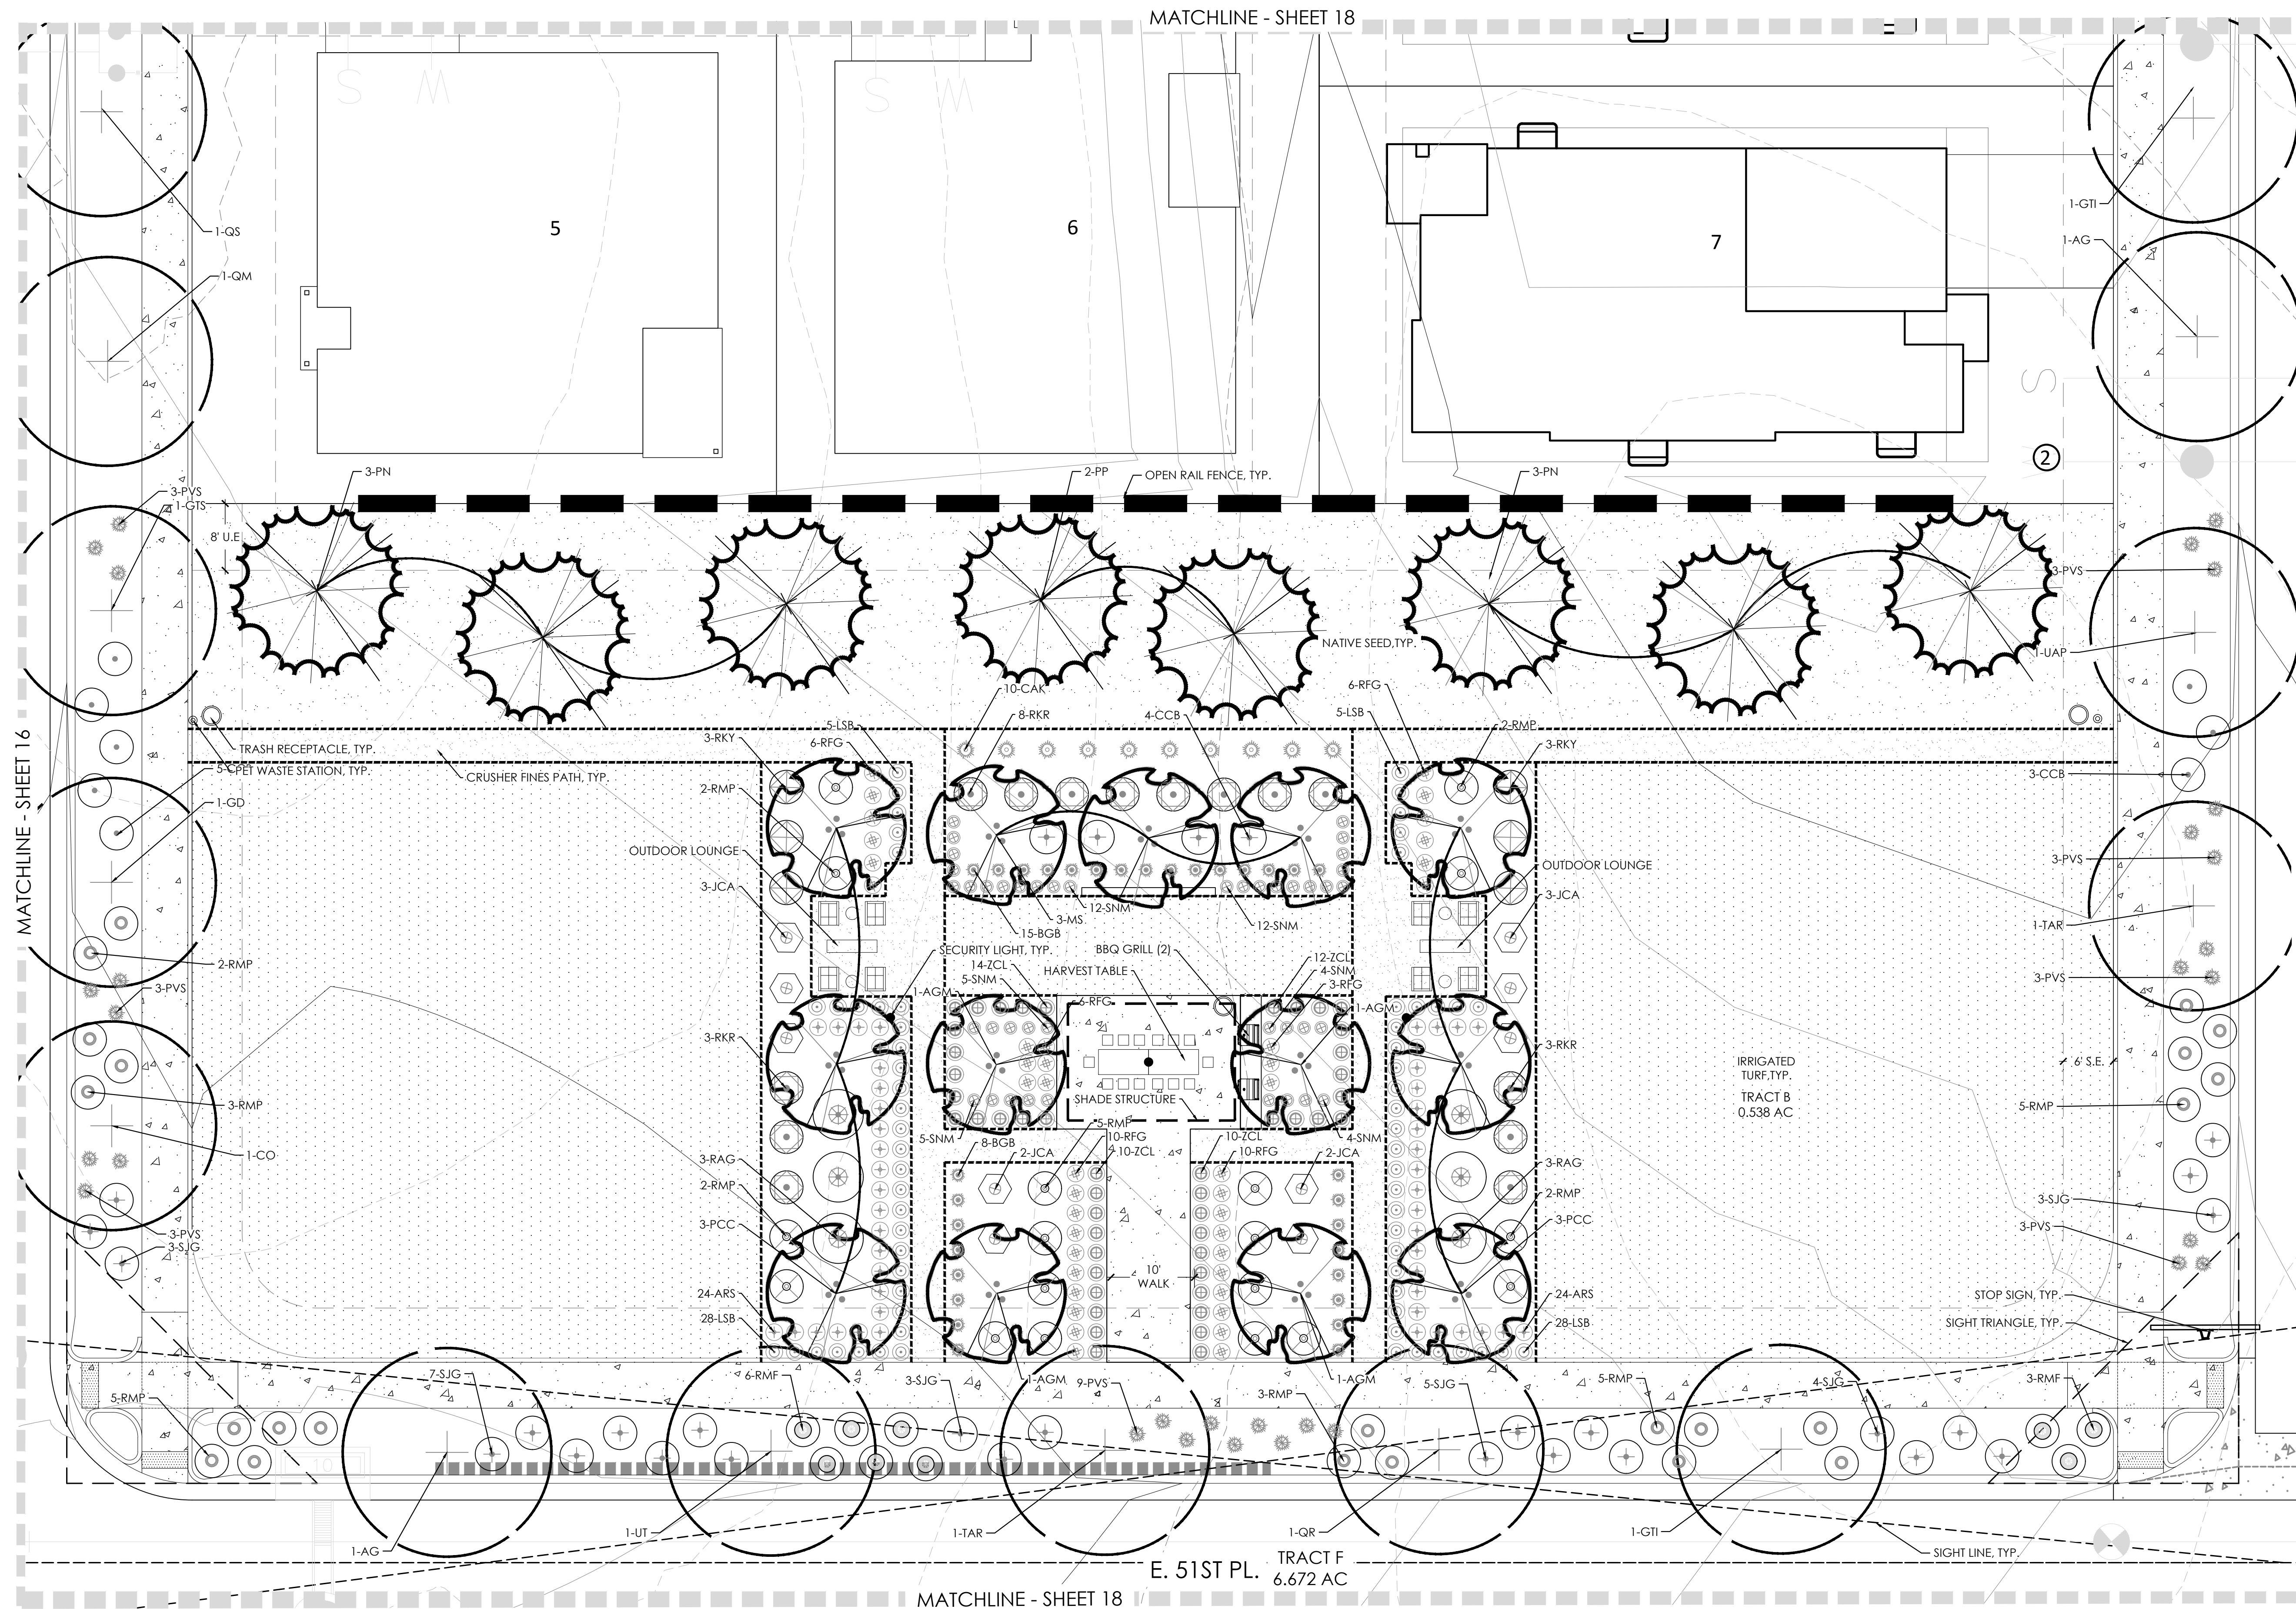 MATCHLINE - SHEET 18
S
W
S
W
1-QS
5
6
7
1-GTI
1-AG
1-QM
S
2
3-PN
2-PP
OPEN RAIL FENCE, TYP.
3-PN
3-PVS
1-GTS
8' U.E
3-PVS
NATIVE SEED,TYP.
1-UAP
MATCHLINE - SHEET 16
10-CAK
8-RKR
4-CCB
6-RFG
5-LSB
2-RMP
5-LSB
3-RKY
6-RFG
3-RKY
TRASH RECEPTACLE, TYP.
PET WASTE STATION, TYP.
CRUSHER FINES PATH, TYP.
3-CCB
2-RMP
1-GD
OUTDOOR LOUNGE
3-JCA
OUTDOOR LOUNGE
3-JCA
3-PVS
12-SNM
3-MS
15-BGB
12-SNM
1-TAR
SECURITY LIGHT, TYP.
BBQ GRILL (2)
14-ZCL
5-SNM
HARVEST TABLE
12-ZCL
4-SNM
3-RFG
2-RMP
3-PVS
3-PVS
1-AGM
6-RFG
1-AGM
3-RKR
3-RKR
IRRIGATED
TURF,TYP.
TRACT B
0.538 AC
6' S.E.
3-RMP
SHADE STRUCTURE
5-RMP
5-RMP
5-SNM
8-BGB
10-RFG
10-ZCL
10-ZCL
10-RFG
4-SNM
1-CO
2-JCA
2-JCA
3-RAG
3-RAG
2-RMP
2-RMP
3-PCC
3-PCC
3-SJG
3-PVS
3-PVS
3-SJG
10'
WALK
24-ARS
28-LSB
24-ARS
28-LSB
STOP SIGN, TYP.
SIGHT TRIANGLE, TYP.
5-RMP
7-SJG
6-RMF
3-SJG
1-AGM
9-PVS
3-RMP
1-AGM
5-SJG
5-RMP
4-SJG
3-RMF
1-AG
1-UT
1-TAR
1-QR
1-GTI
SIGHT LINE, TYP.
E. 51ST PL.
TRACT F
6.672 AC
MATCHLINE - SHEET 18